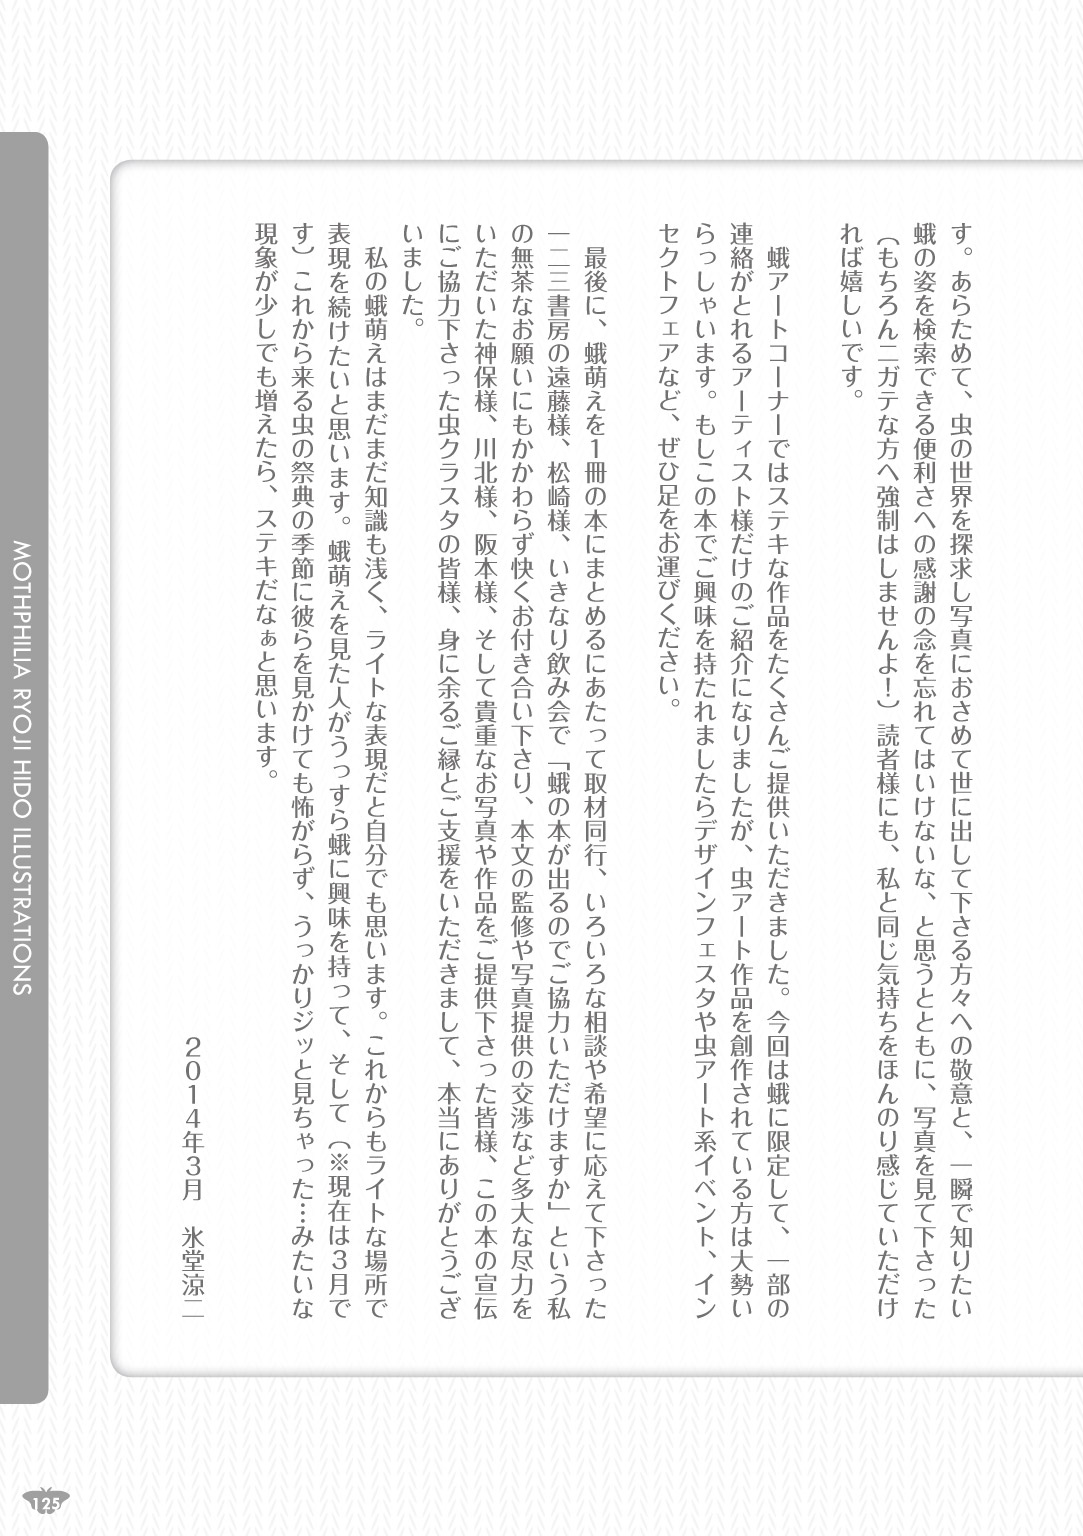 す。あらためて、虫の世界を探求し写真におさめて世に出して下さる方々への敬意と、一瞬で知りたい
蛾の姿を検索できる便利さへの感謝の念を忘れてはいけないな、と思うとともに、写真を見て下さった
（もちろんニガテな方へ強制はしませんよ！）読者様にも、私と同じ気持ちをほんのり感じていただけ
れば嬉しいです。
　蛾アートコーナーではステキな作品をたくさんご提供いただきました。今回は蛾に限定して、一部の
連絡がとれるアーティスト様だけのご紹介になりましたが、虫アート作品を創作されている方は大勢い
らっしゃいます。もしこの本でご興味を持たれましたらデザインフェスタや虫アート系イベント、イン
セクトフェアなど、ぜひ足をお運びください。
　最後に、蛾萌えを１冊の本にまとめるにあたって取材同行、いろいろな相談や希望に応えて下さった
一二三書房の遠藤様、松崎様、いきなり飲み会で「蛾の本が出るのでご協力いただけますか」という私
の無茶なお願いにもかかわらず快くお付き合い下さり、本文の監修や写真提供の交渉など多大な尽力を
いただいた神保様、川北様、阪本様、そして貴重なお写真や作品をご提供下さった皆様、この本の宣伝
にご協力下さった虫クラスタの皆様、身に余るご縁とご支援をいただきまして、本当にありがとうござ
いました。
　私の蛾萌えはまだまだ知識も浅く、ライトな表現だと自分でも思います。これからもライトな場所で
表現を続けたいと思います。蛾萌えを見た人がうっすら蛾に興味を持って、そして（※現在は３月で
す）これから来る虫の祭典の季節に彼らを見かけても怖がらず、うっかりジッと見ちゃった…みたいな
現象が少しでも増えたら、ステキだなぁと思います。
２０１４年３月　氷堂涼二
MOTHPHILIA RYOJI HIDO ILLUSTRATIONS
125